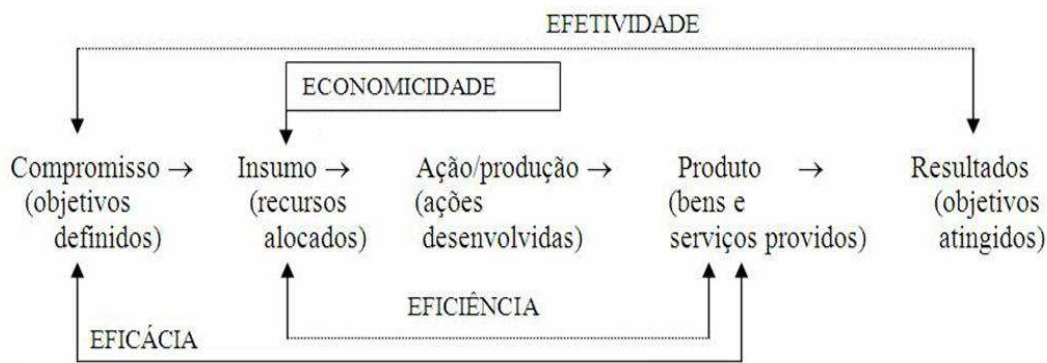 EFETIVIDADE
ECONOMICIDADE
Compromisso → Insumo → Ação/produção → Produto → Resultados
(objetivos (recursos (ações (bens e (objetivos
definidos) alocados) desenvolvidas) serviços providos) atingidos)
EFICIÊNCIA
EFICÁCIA